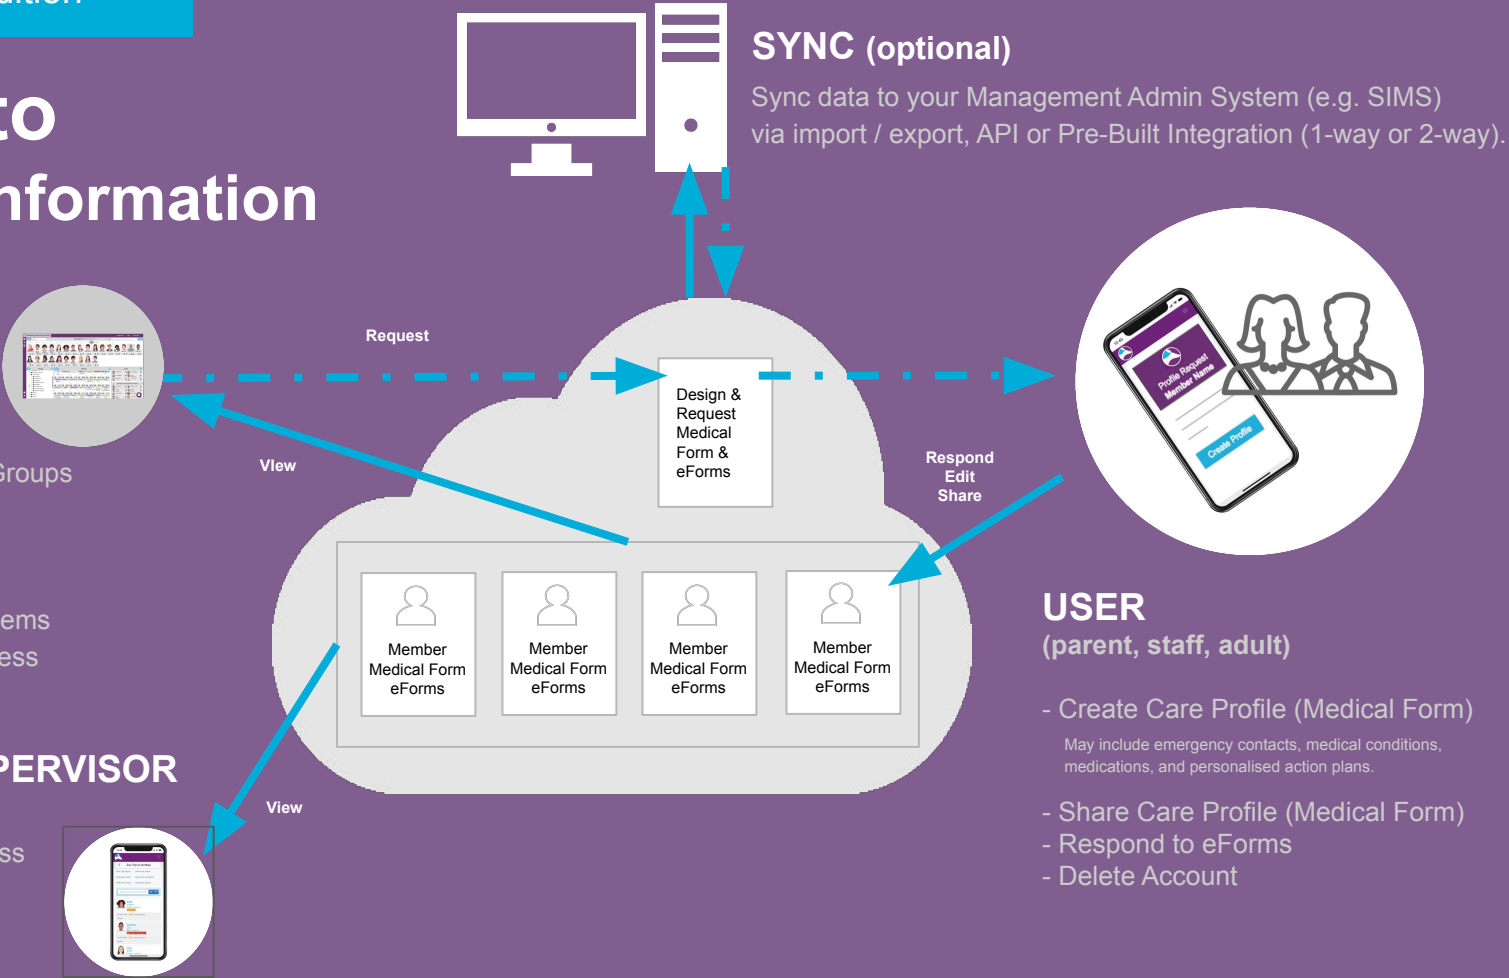 to
nformation
SYNC (optional)
Sync data to your Management Admin System (e.g. SIMS)
via import / export, API or Pre-Built Integration (1-way or 2-way).
Request
VIew
Groups
Design &
Request
Medical
Form &
eForms
Respond
Edit
Share
Profile Request
Member Name
Create Profile
Member
Medical Form
eForms
Member
Medical Form
eForms
Member
Medical Form
eForms
Member
Medical Form
eForms
ems
ess
PERVISOR
View
ss
USER
(parent, staff, adult)
- Create Care Profile (Medical Form)
May include emergency contacts, medical conditions,
medications, and personalised action plans.
- Share Care Profile (Medical Form)
- Respond to eForms
- Delete Account